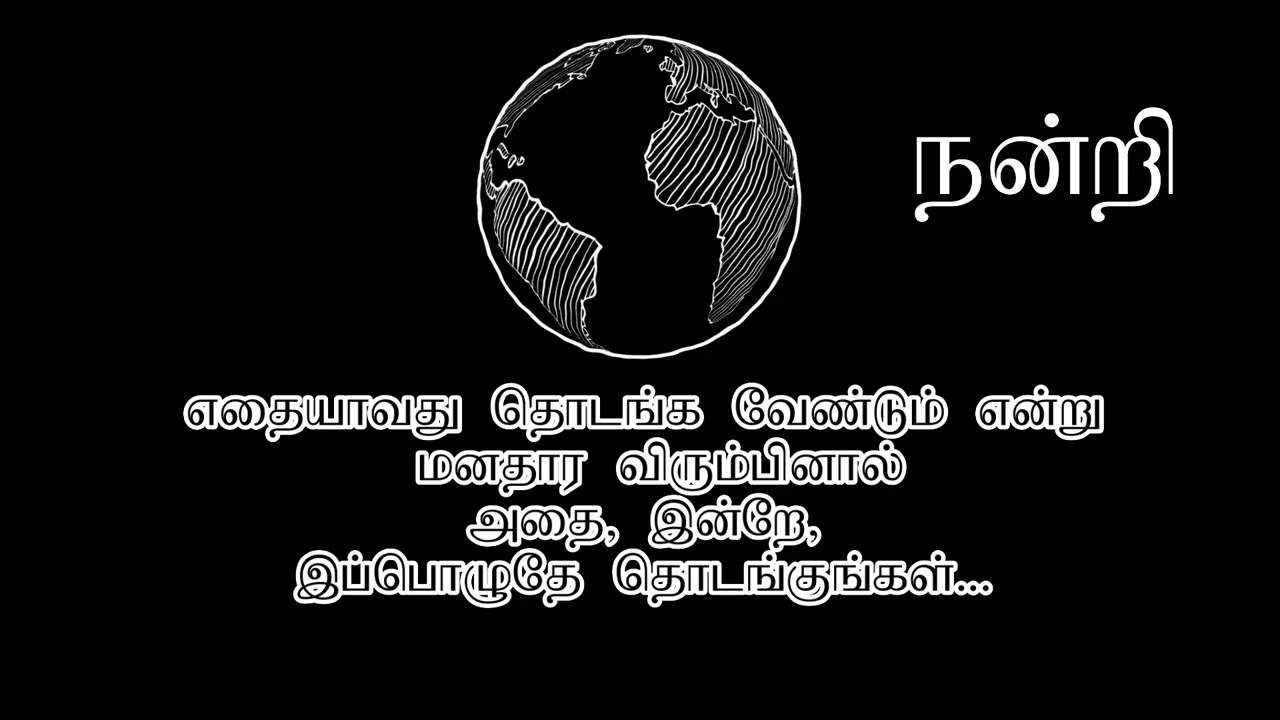 நன்றி
எதையாவது தொடங்க வேண்டும் என்று
மனதார விரும்பினால்
அதை, இன்றே,
இப்பொழுதே தொடங்குங்கள்...